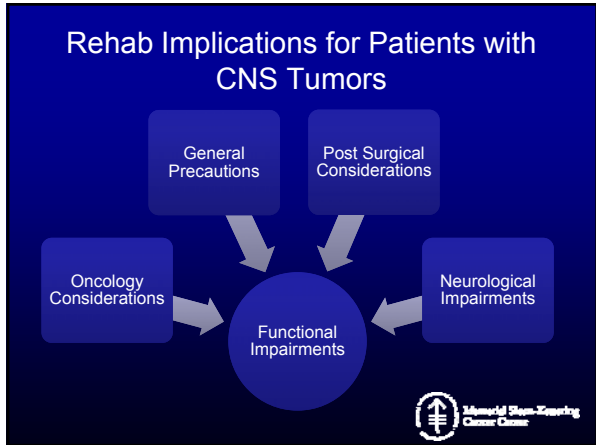 Rehab Implications for Patients with
CNS Tumors
General
Precautions
Post Surgical
Considerations
Oncology
Considerations
Neurological
Impairments
Functional
Impairments
Memorial Sloan-Kettering
Cancer Center